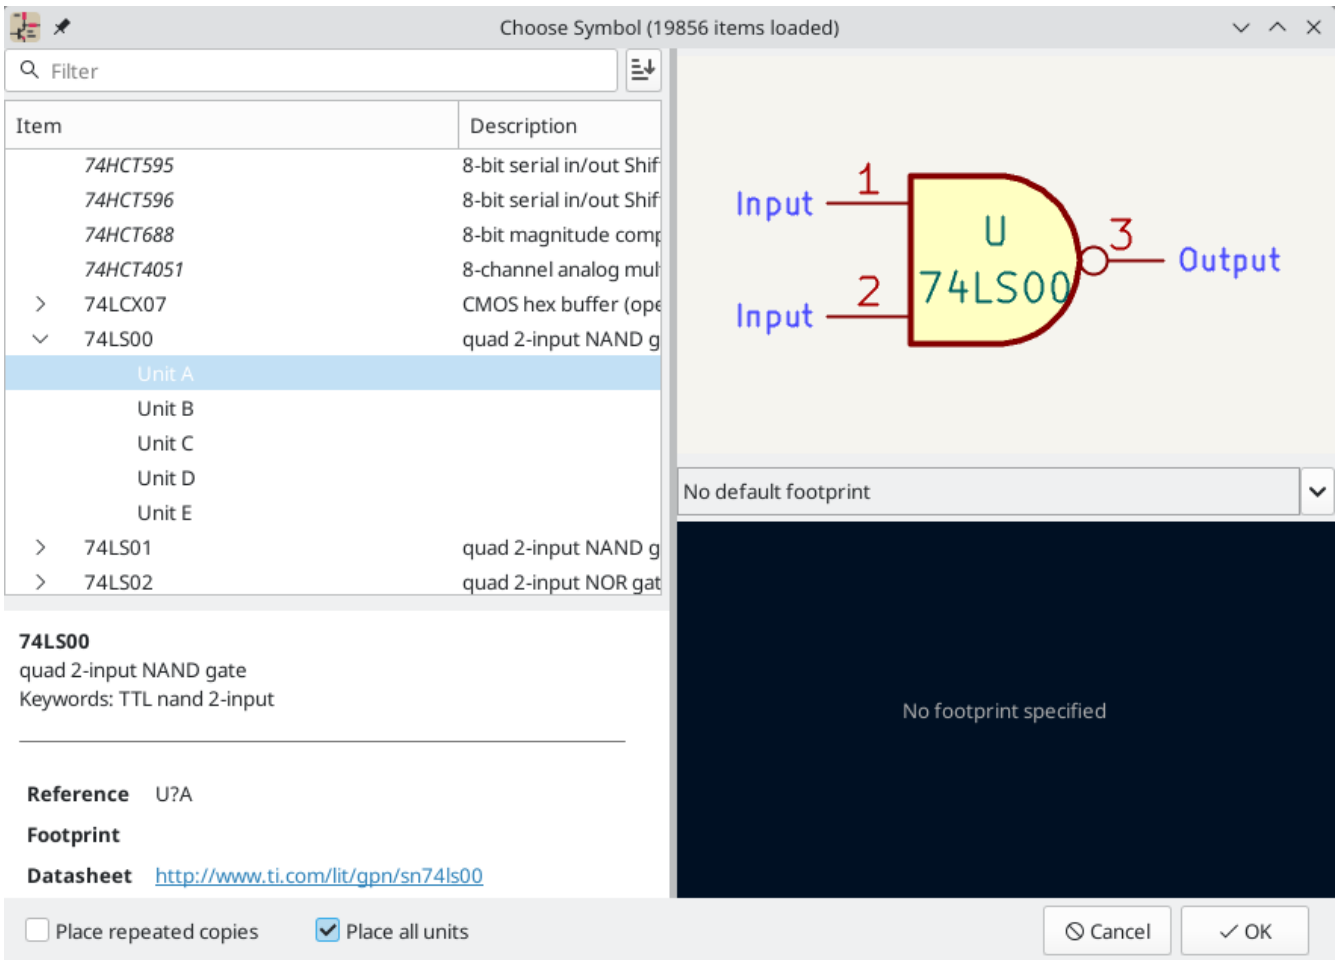 Choose Symbol (19856 items loaded)
Filter
Item Description
74HCT595 8-bit serial in/out Shif
74HCT596 8-bit serial in/out Shif
74HCT688 8-bit magnitude comp
74HCT4051 8-channel analog mul
74LCX07 CMOS hex buffer (ope
74LS00 quad 2-input NAND g
Unit A
Unit B
Unit C
Unit D
Unit E
74LS01 quad 2-input NAND g
74LS02 quad 2-input NOR gat
74LS00
quad 2-input NAND gate
Keywords: TTL nand 2-input
Reference U?A
Footprint
Datasheet http://www.ti.com/lit/gpn/sn74ls00
Input 1
U
3 Output
74LS00
Input 2
No default footprint
No footprint specified
Place repeated copies Place all units Cancel OK